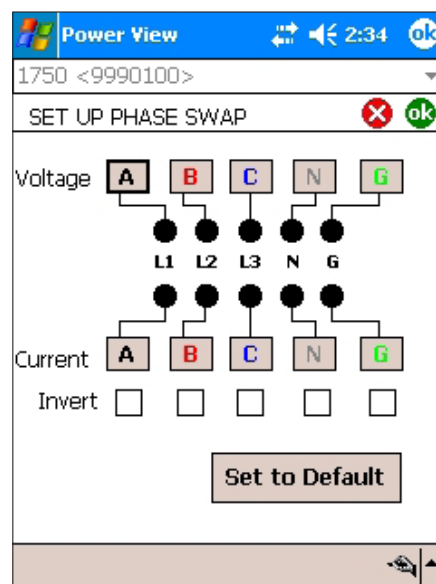 Power View 2:34 ok
1750 <9990100>
SET UP PHASE SWAP ok
Voltage A B C N G
L1 L2 L3 N G
Current A B C N G
Invert
Set to Default